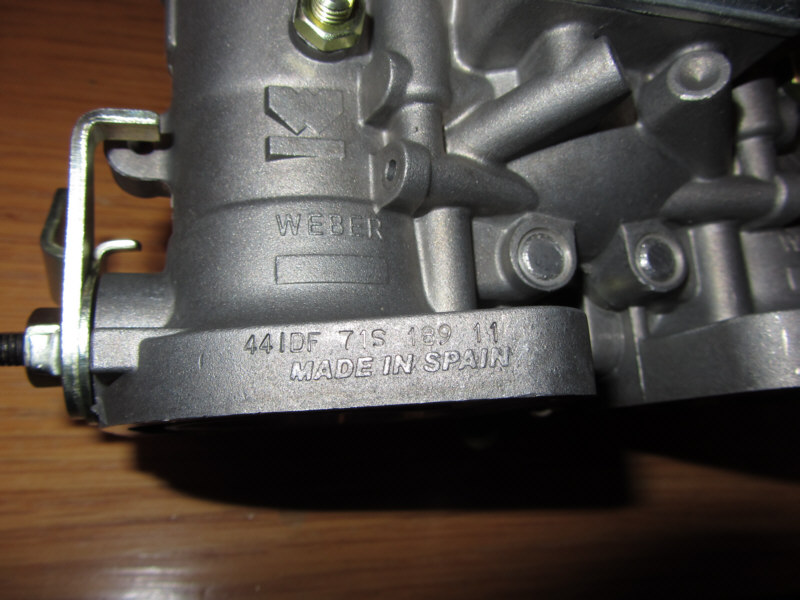 WEBER
44IDF 71S 189 11
MADE IN SPAIN
W